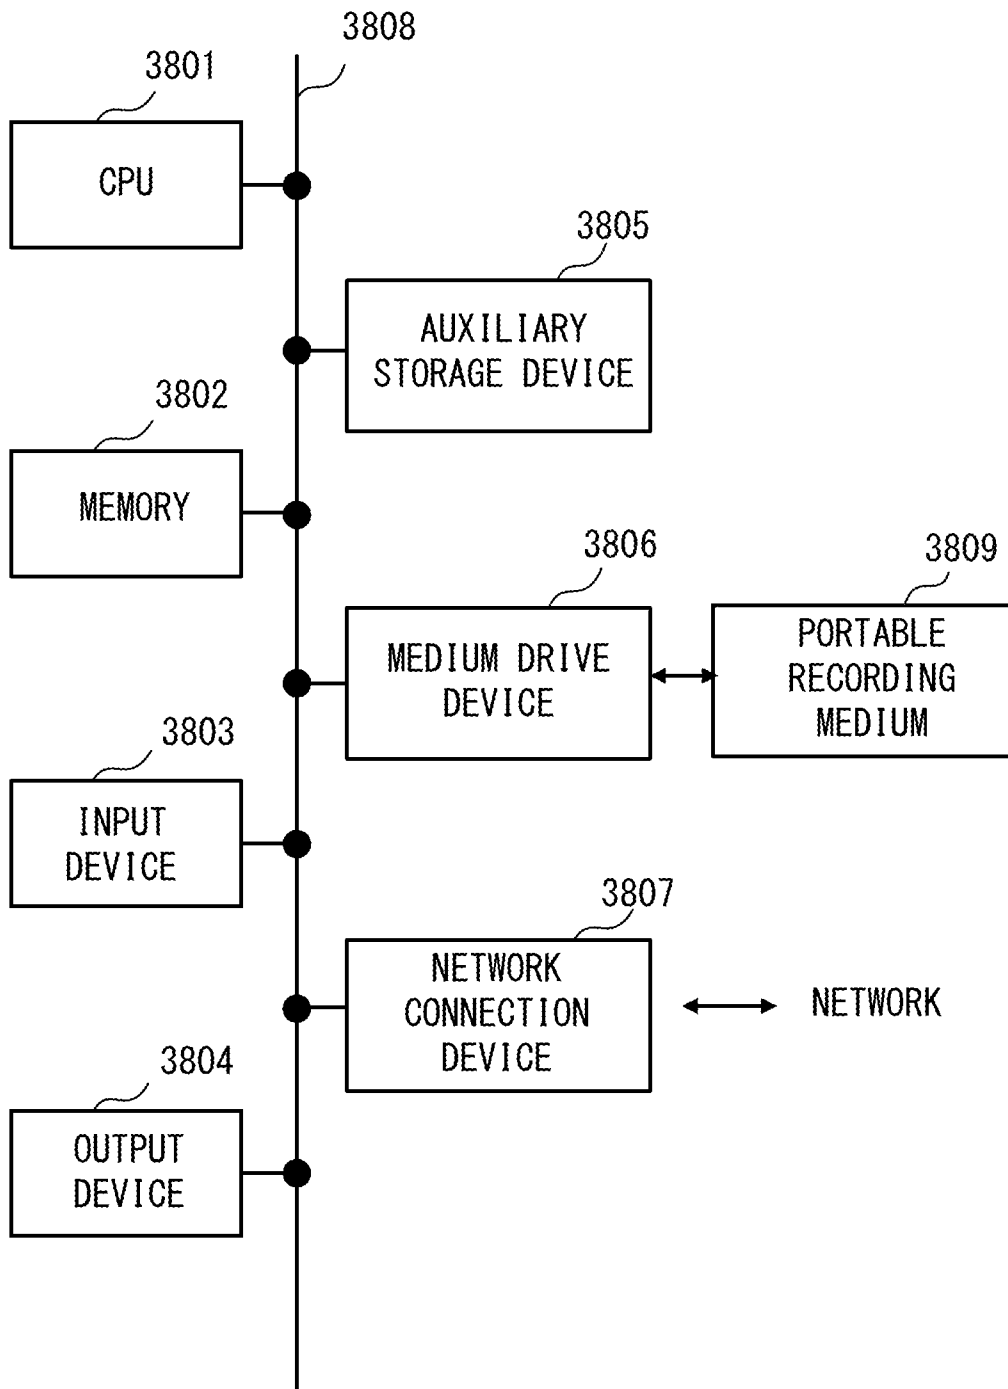 3808
3801
CPU
3805
AUXILIARY
STORAGE DEVICE
3802
MEMORY
3806
MEDIUM DRIVE
DEVICE
3809
PORTABLE
RECORDING
MEDIUM
3803
INPUT
DEVICE
3807
NETWORK
CONNECTION
DEVICE
NETWORK
3804
OUTPUT
DEVICE